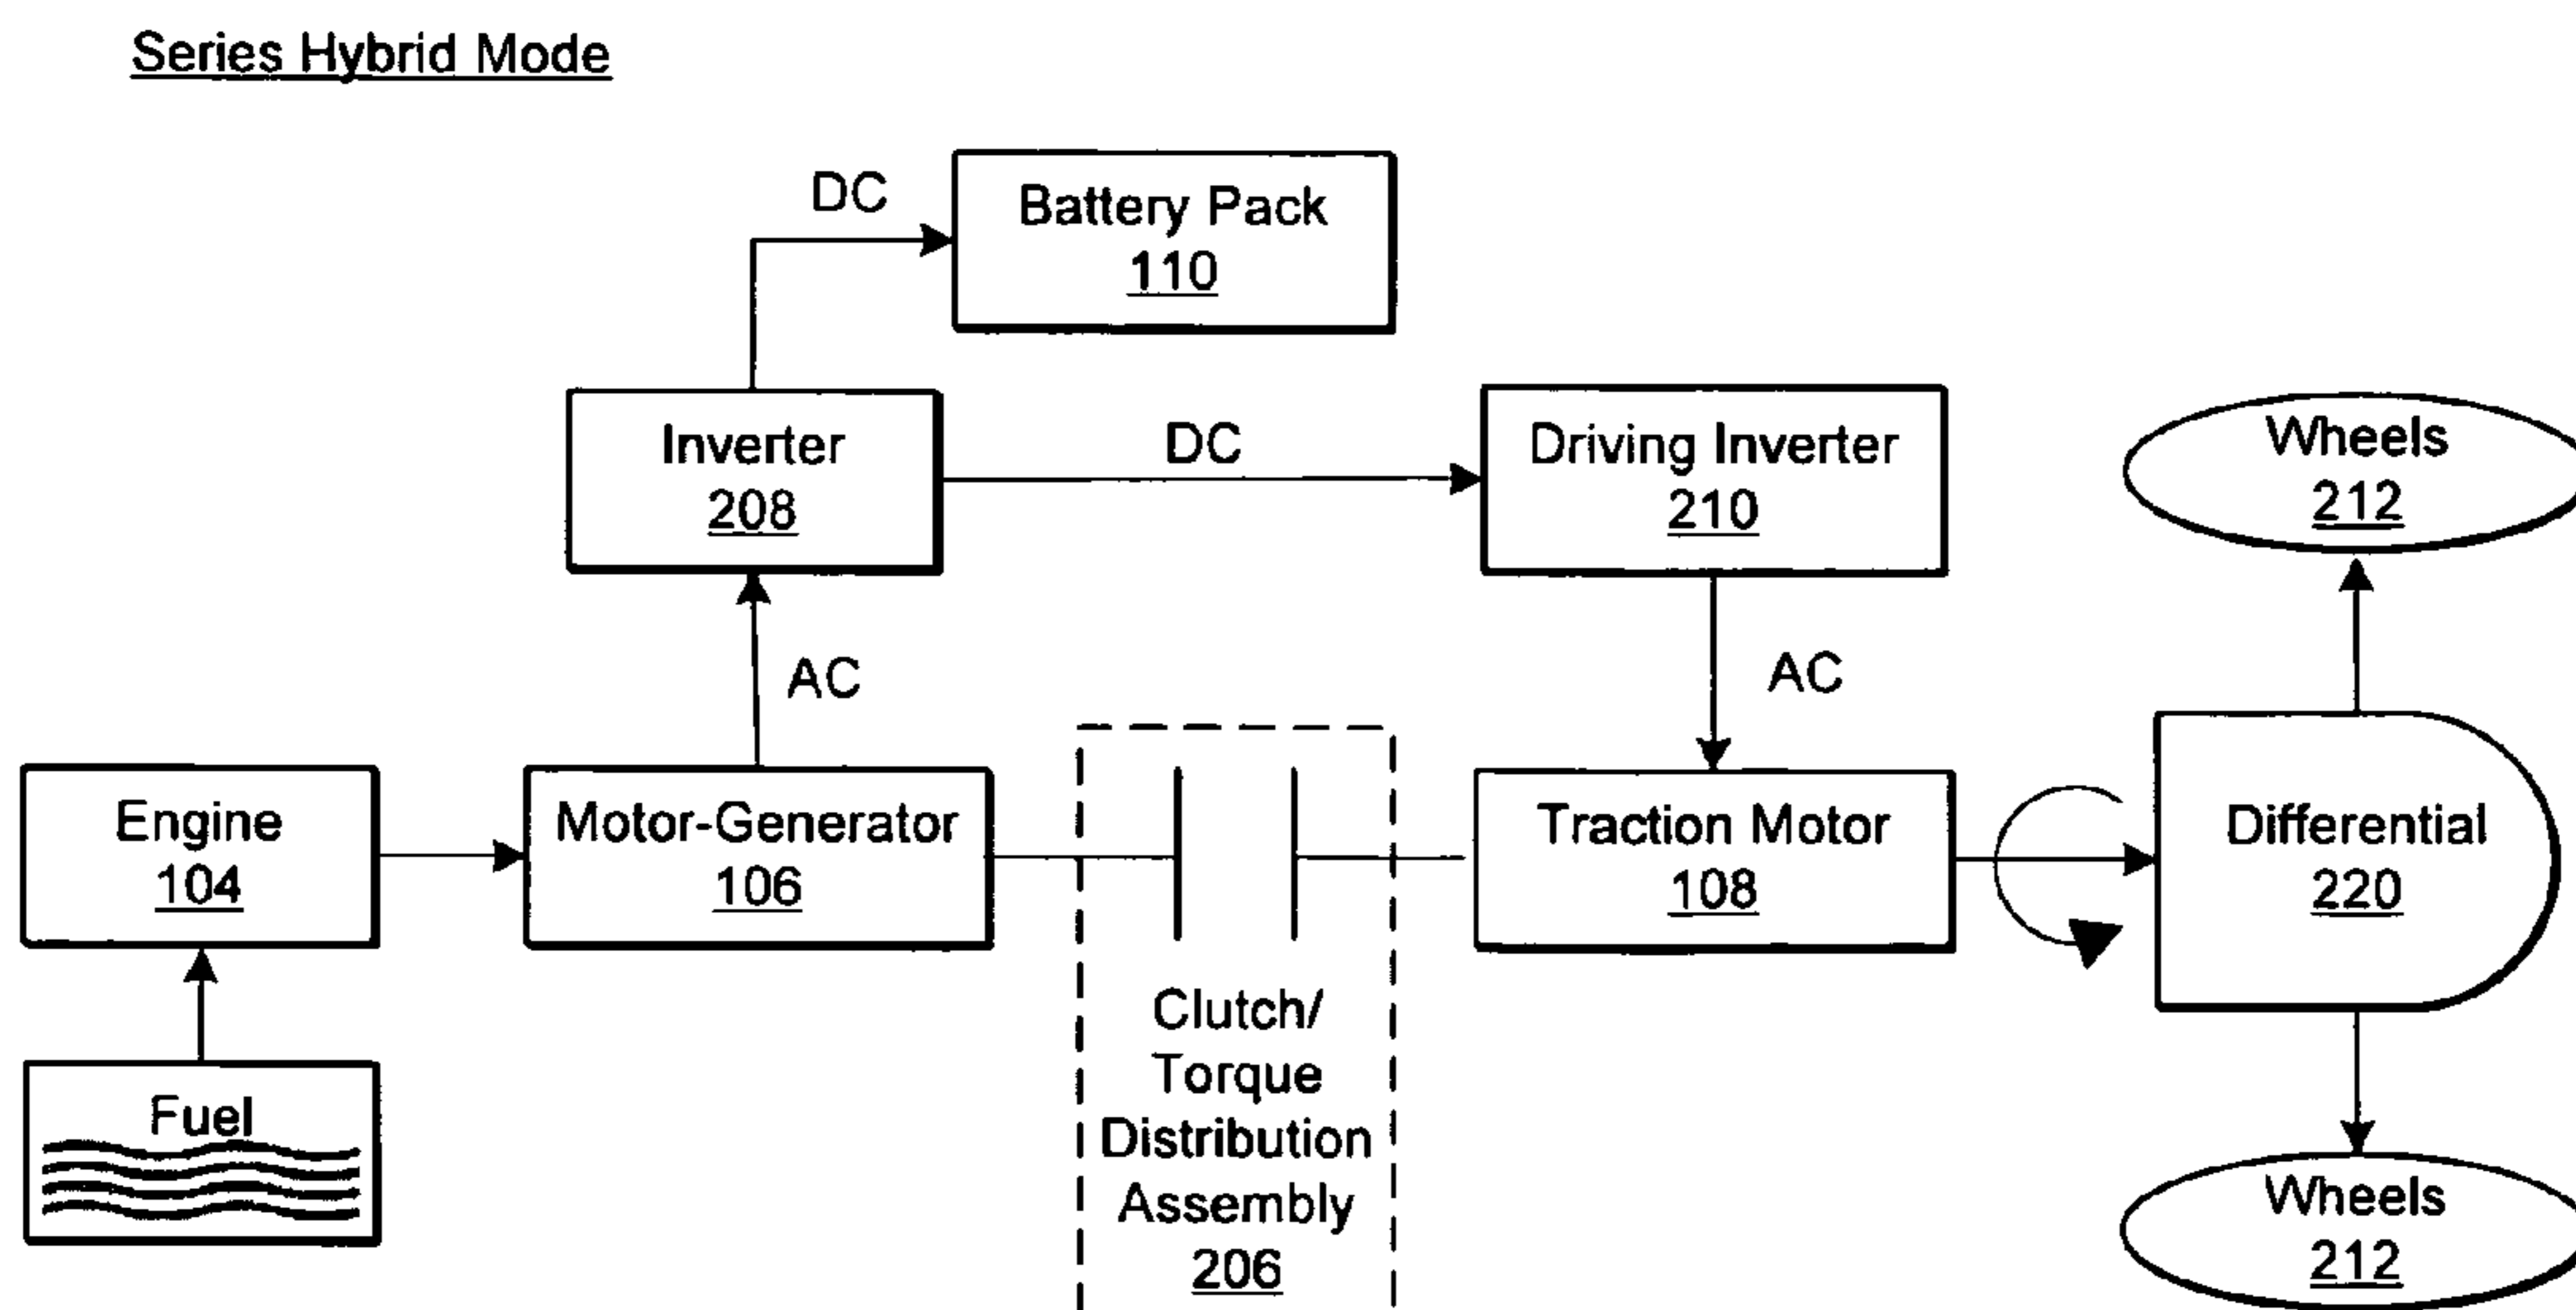 Series Hybrid Mode
DC
Battery Pack
110
Inverter
208
DC
Driving Inverter
210
Wheels
212
AC
AC
Engine
104
Motor-Generator
106
Traction Motor
108
Differential
220
Clutch/
Torque
Distribution
Assembly
206
Fuel
Wheels
212